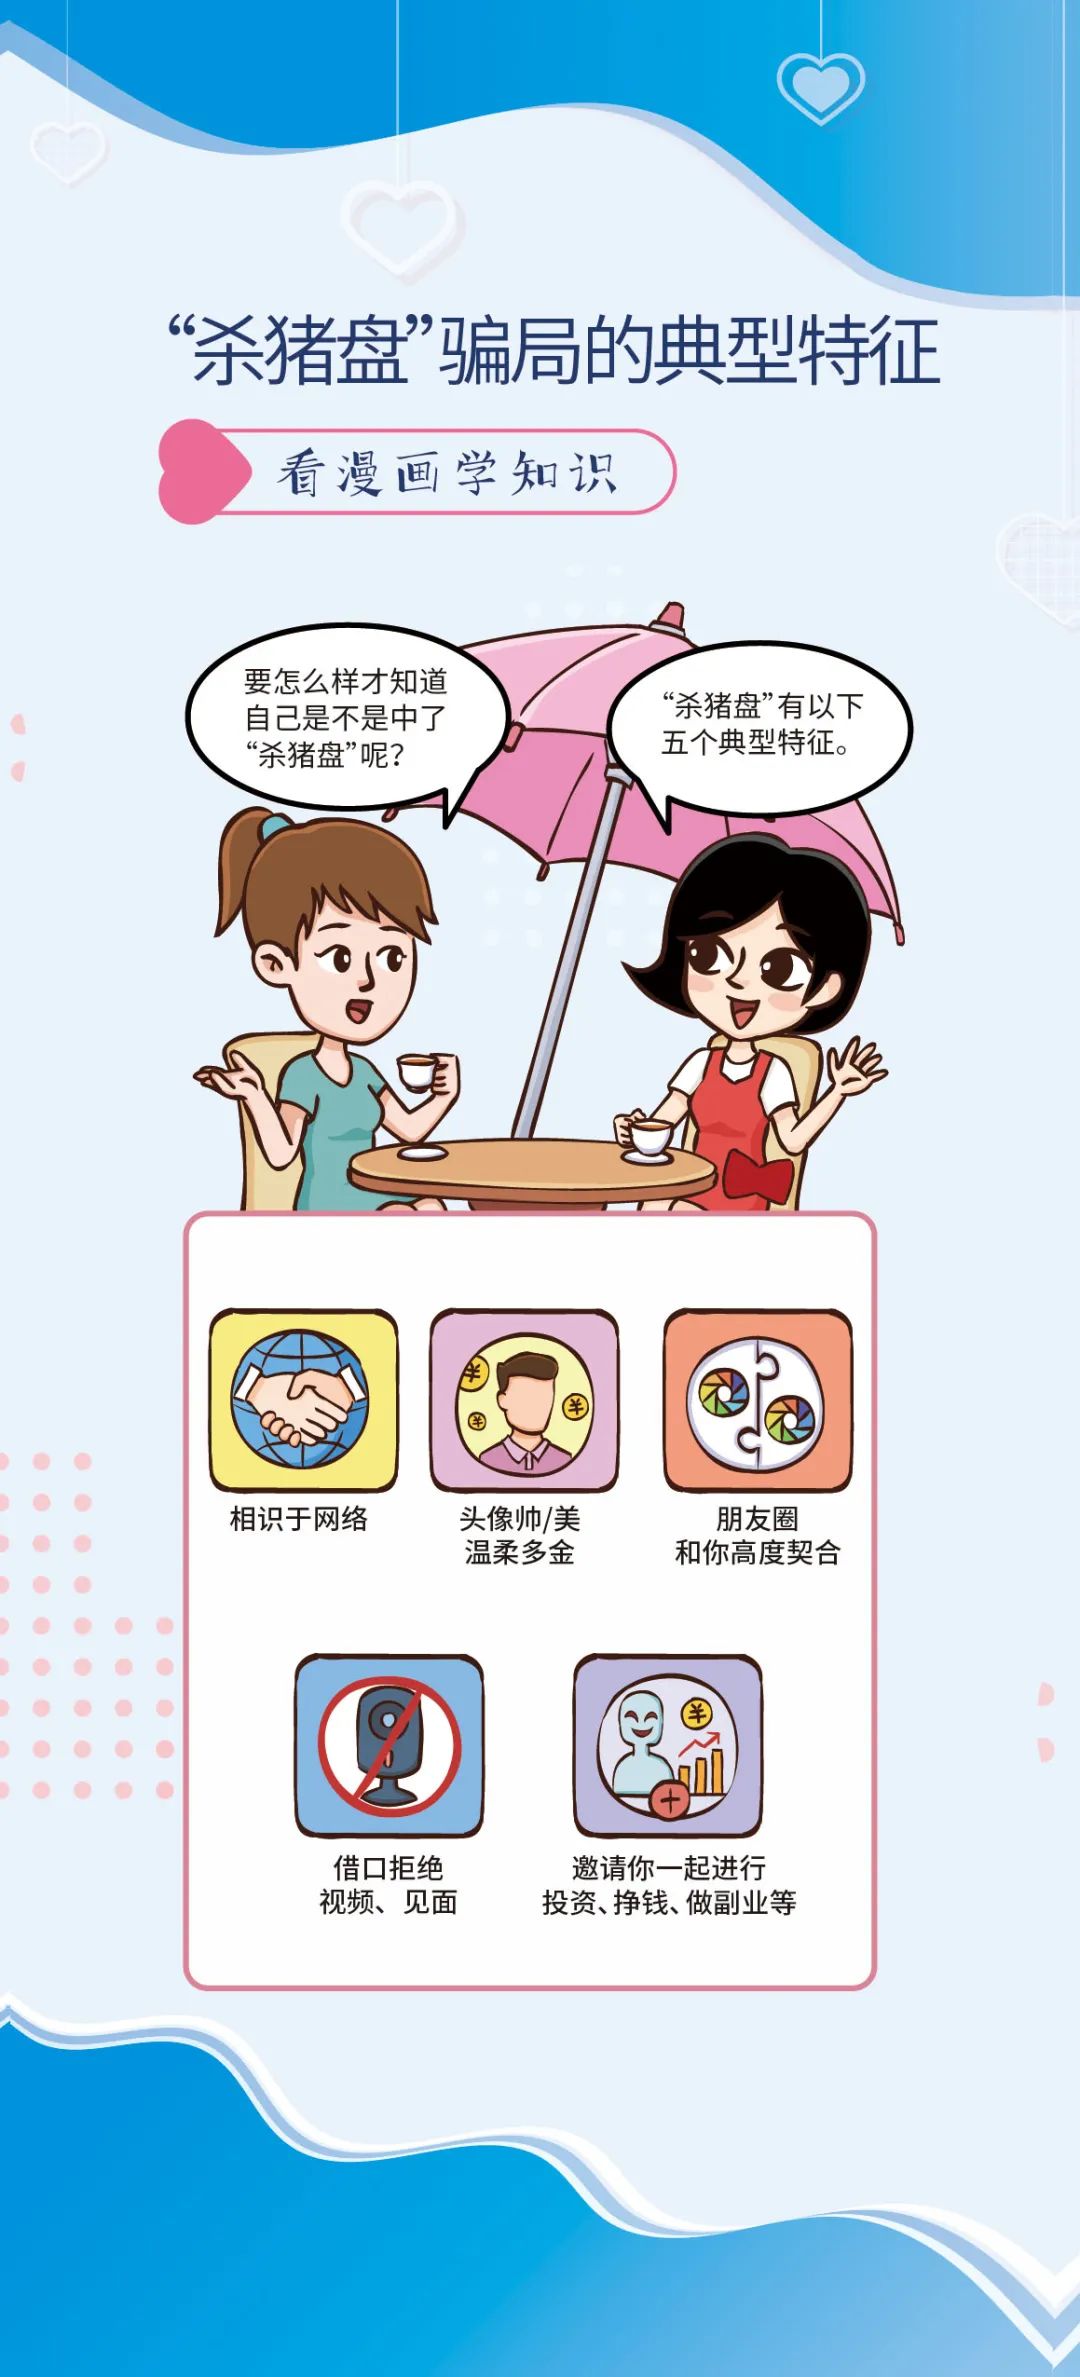 “杀猪盘”骗局的典型特征
看漫画学知识
要怎么样才知道
自己是不是中了
“杀猪盘”呢？
“杀猪盘”有以下
五个典型特征。
相识于网络
头像帅/美
温柔多金
朋友圈
和你高度契合
借口拒绝
视频、见面
邀请你一起进行
投资、挣钱、做副业等